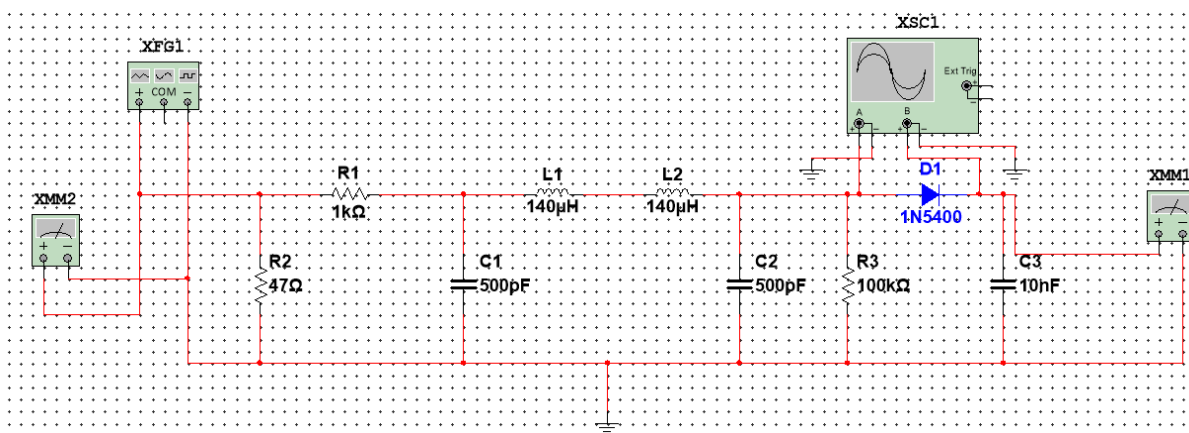 XFG1
+ COM −
XSC1
Ext Trig
+
−
A B
+ − + −
XMM2
+ −
R1
1kΩ
L1
140µH
L2
140µH
D1
1N5400
XMM1
+ −
R2
47Ω
C1
500pF
C2
500pF
R3
100kΩ
C3
10nF